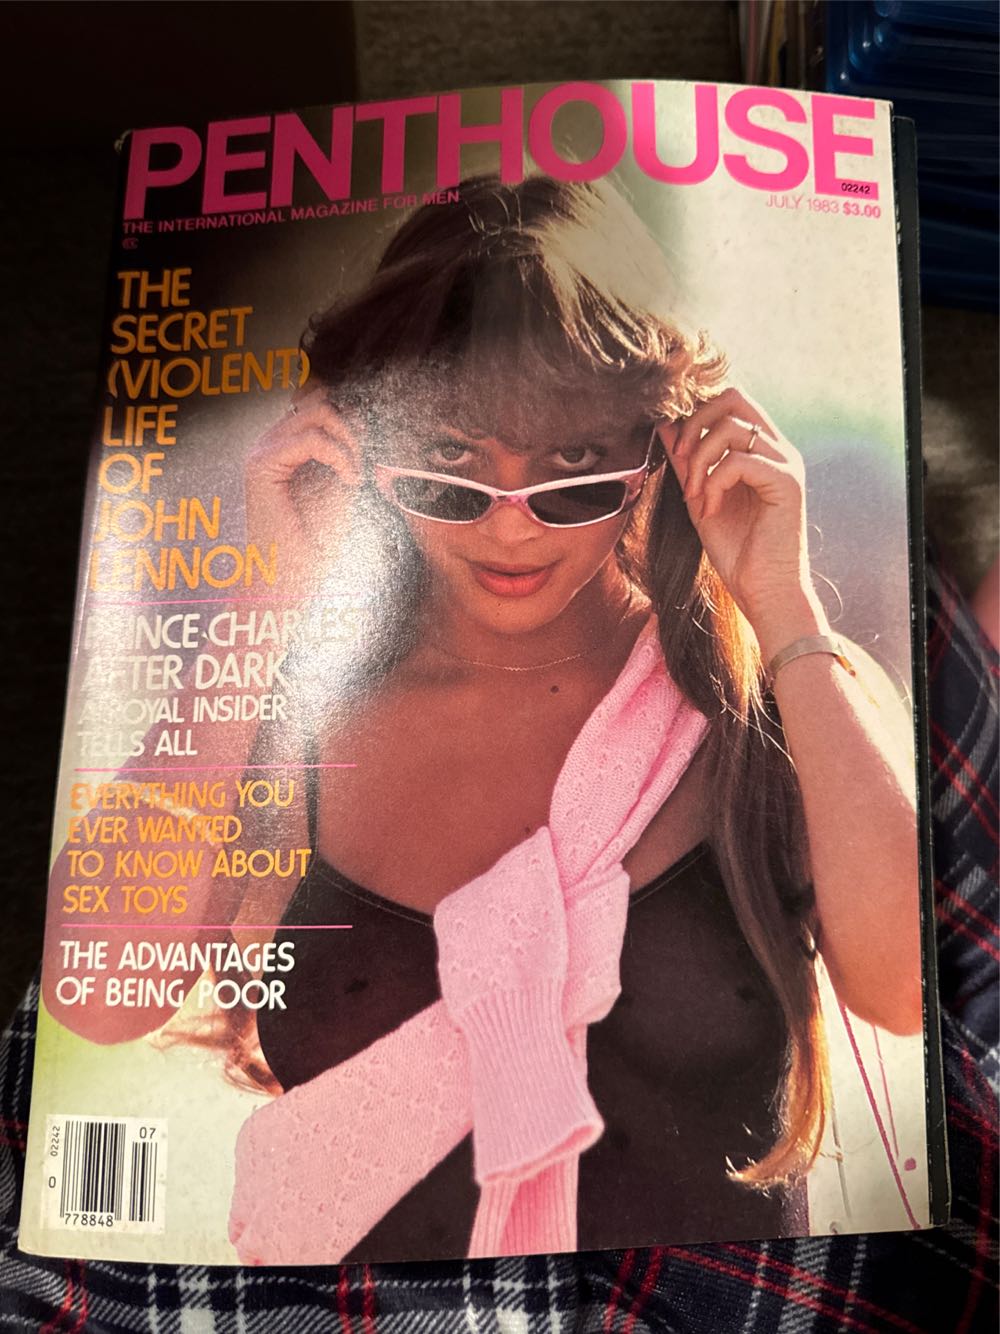 PENTHOUSE
02242
THE INTERNATIONAL MAGAZINE FOR MEN
JULY 1983 $3.00
THE
SECRET
(VIOLENT)
LIFE
OF
JOHN
LENNON
PRINCE CHARLES
AFTER DARK
A ROYAL INSIDER
TELLS ALL
EVERYTHING YOU
EVER WANTED
TO KNOW ABOUT
SEX TOYS
THE ADVANTAGES
OF BEING POOR
02242
07
0
778848